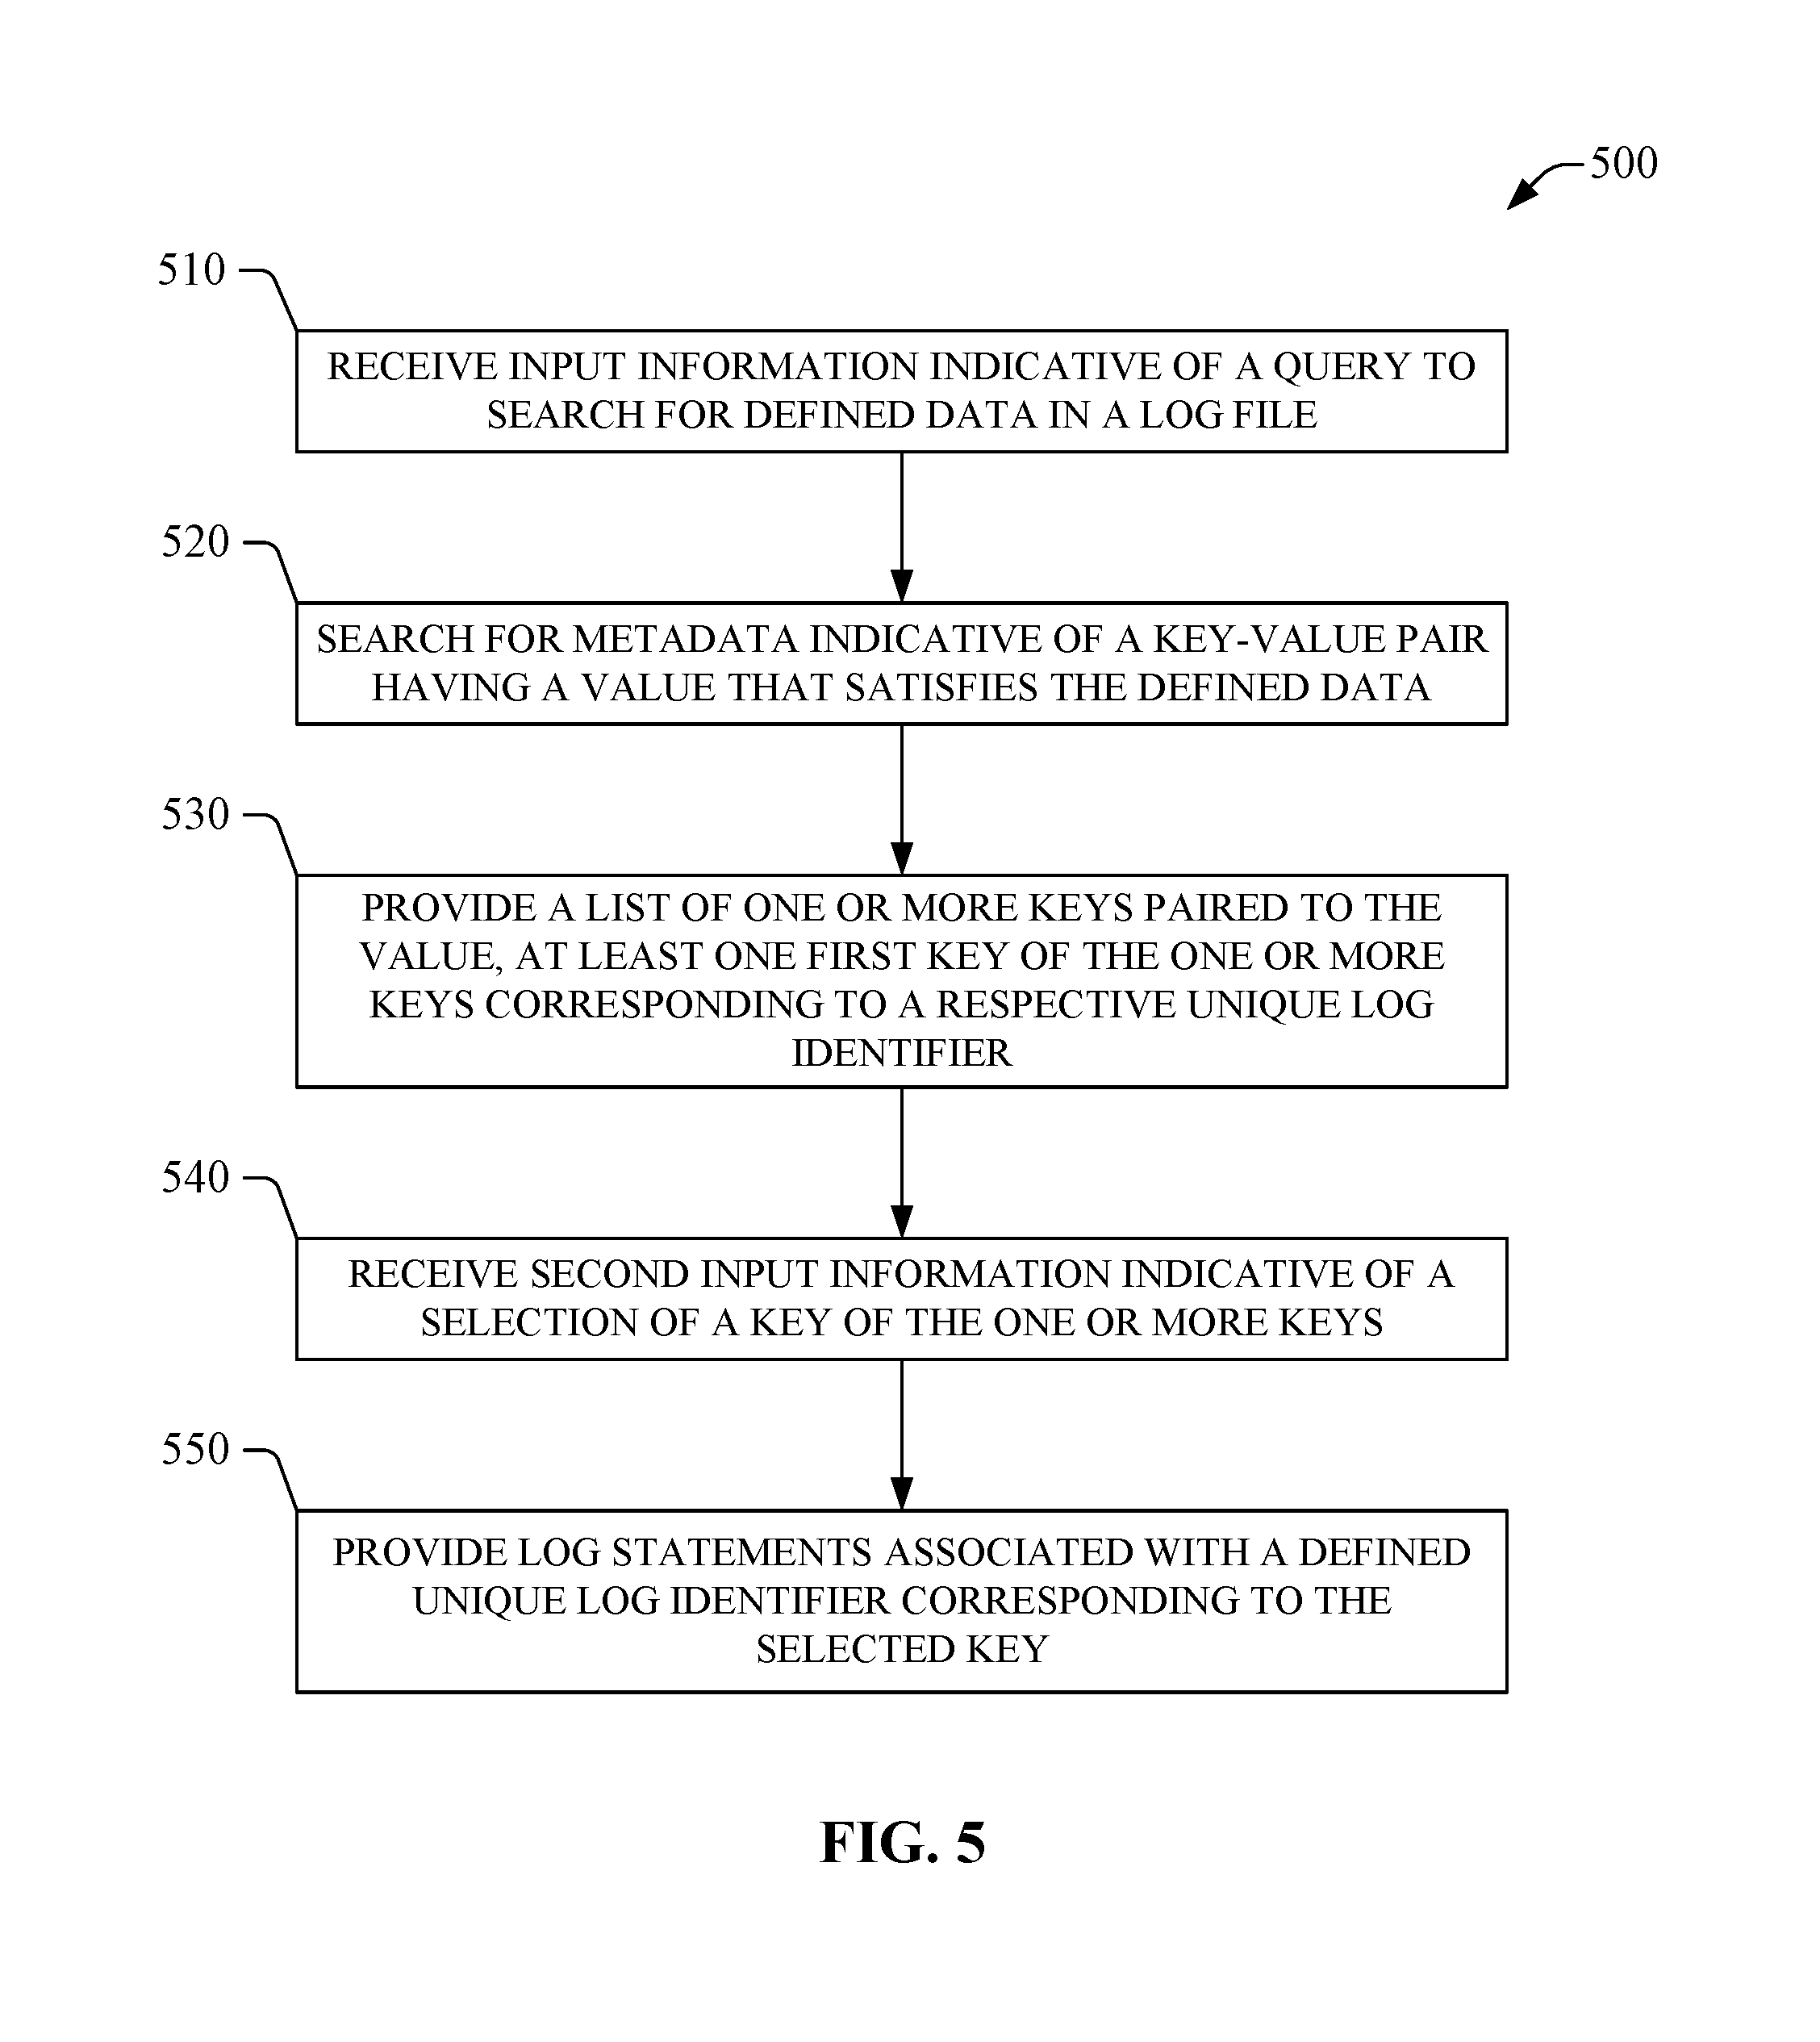 500
510
RECEIVE INPUT INFORMATION INDICATIVE OF A QUERY TO
SEARCH FOR DEFINED DATA IN A LOG FILE
520
SEARCH FOR METADATA INDICATIVE OF A KEY-VALUE PAIR
HAVING A VALUE THAT SATISFIES THE DEFINED DATA
530
PROVIDE A LIST OF ONE OR MORE KEYS PAIRED TO THE
VALUE, AT LEAST ONE FIRST KEY OF THE ONE OR MORE
KEYS CORRESPONDING TO A RESPECTIVE UNIQUE LOG
IDENTIFIER
540
RECEIVE SECOND INPUT INFORMATION INDICATIVE OF A
SELECTION OF A KEY OF THE ONE OR MORE KEYS
550
PROVIDE LOG STATEMENTS ASSOCIATED WITH A DEFINED
UNIQUE LOG IDENTIFIER CORRESPONDING TO THE
SELECTED KEY
FIG. 5